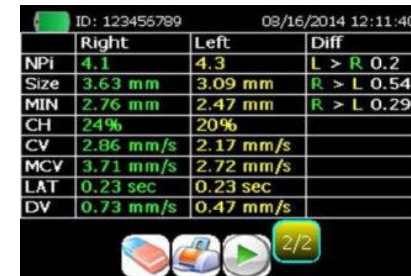 ID: 123456789 08/16/2014 12:11:40
Right Left Diff
NPi 4.1 4.3 L > R 0.2
Size 3.63 mm 3.09 mm R > L 0.54
MIN 2.76 mm 2.47 mm R > L 0.29
CH 24% 20%
CV 2.86 mm/s 2.17 mm/s
MCV 3.71 mm/s 2.72 mm/s
LAT 0.23 sec 0.23 sec
DV 0.73 mm/s 0.47 mm/s
2/2